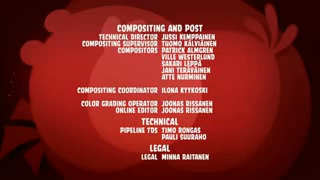 COMPOSITING AND POST
TECHNICAL DIRECTOR JUSSI KEMPPAINEN
COMPOSITING SUPERVISOR TUOMO KÄLVIÄINEN
COMPOSITORS PATRICK ALMGREN
VILLE WESTERLUND
SAKARI LEPPÄ
JANI TERÄVÄINEN
ATTE HURMINEN
COMPOSITING COORDINATOR ILONA KYYKOSKI
COLOR GRADING OPERATOR JOONAS RISSANEN
ONLINE EDITOR JOONAS RISSANEN
TECHNICAL
PIPELINE TDS TIMO RONGAS
PAULI SUURAHO
LEGAL
LEGAL MINNA RAITANEN